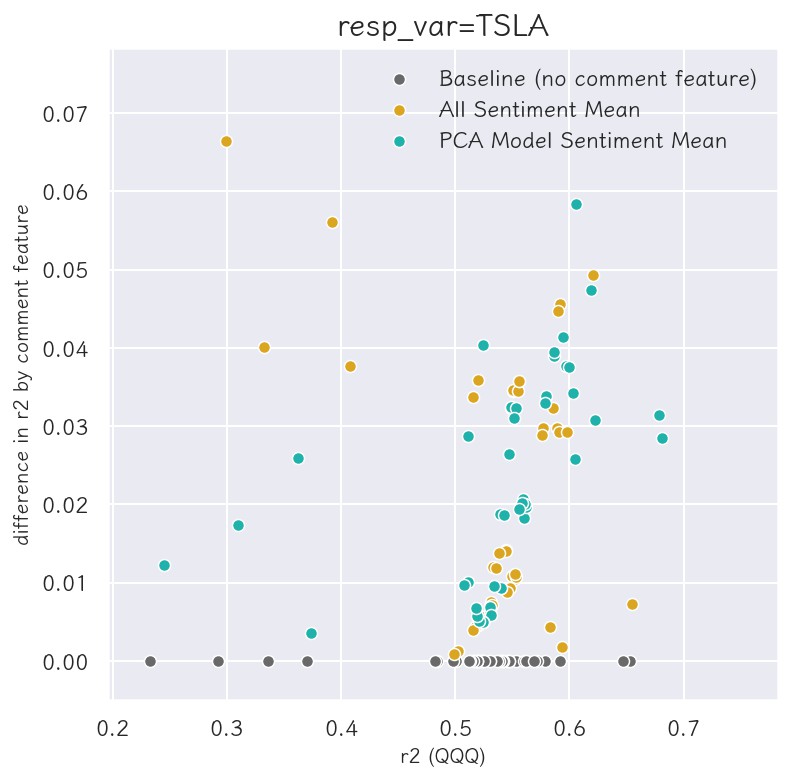 resp_var=TSLA
Baseline (no comment feature)
All Sentiment Mean
PCA Model Sentiment Mean
difference in r2 by comment feature
0.07
0.06
0.05
0.04
0.03
0.02
0.01
0.00
0.2 0.3 0.4 0.5 0.6 0.7
r2 (QQQ)